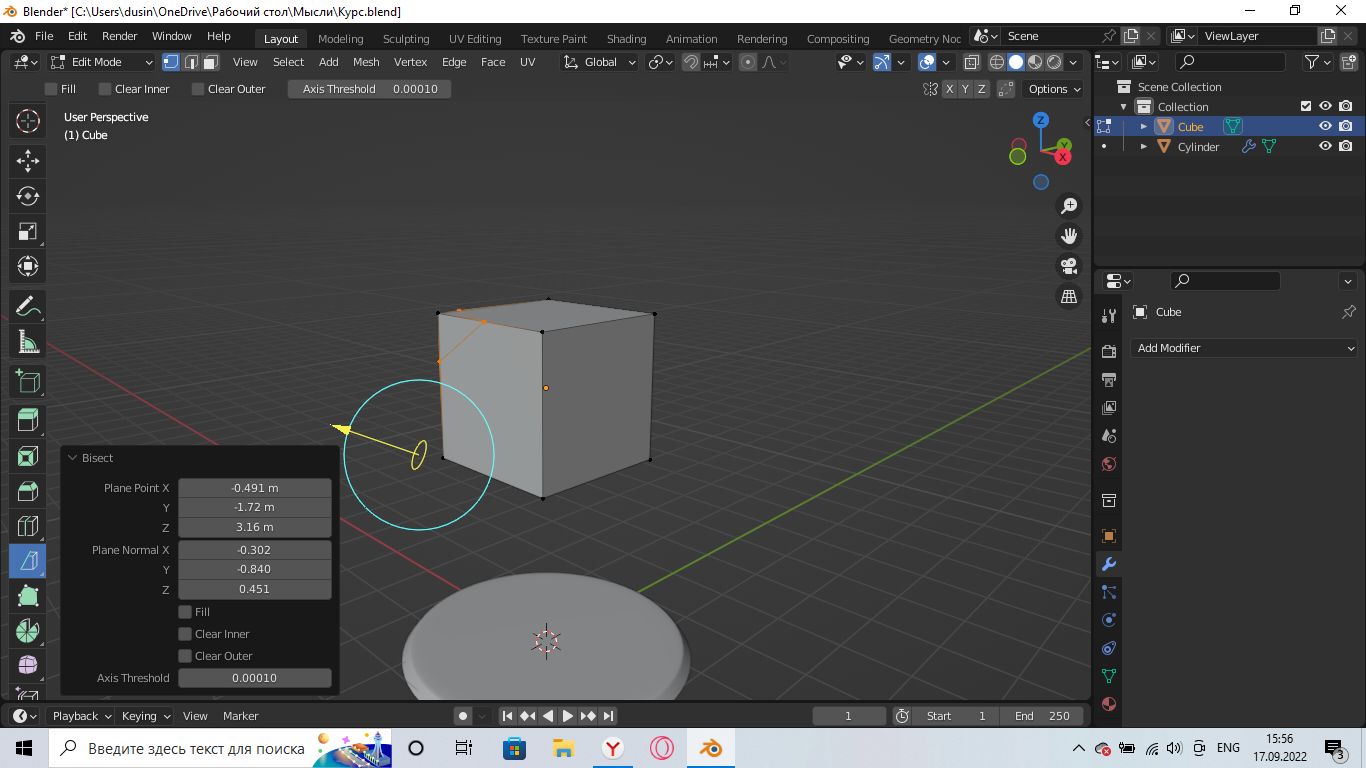 Blender* [C:\Users\dusin\OneDrive\Рабочий стол\Мысли\Курс.blend]
File Edit Render Window Help Layout Modeling Sculpting UV Editing Texture Paint Shading Animation Rendering Compositing Geometry Noc Scene ViewLayer
Edit Mode View Select Add Mesh Vertex Edge Face UV Global
Fill Clear Inner Clear Outer Axis Threshold 0.00010 X Y Z Options
User Perspective
(1) Cube
Z
Y
X
Scene Collection
Collection
Cube
Cylinder
Cube
Add Modifier
Bisect
Plane Point X -0.491 m
Y -1.72 m
Z 3.16 m
Plane Normal X -0.302
Y -0.840
Z 0.451
Fill
Clear Inner
Clear Outer
Axis Threshold 0.00010
Playback Keying View Marker 1 Start 1 End 250
Введите здесь текст для поиска
ENG
15:56
17.09.2022
3